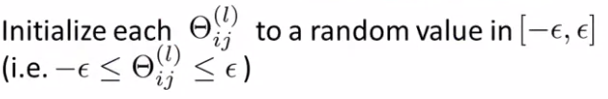 Initialize each Θ_{ij}^{(l)} to a random value in [−ϵ, ϵ]
(i.e. −ϵ ≤ Θ_{ij}^{(l)} ≤ ϵ)